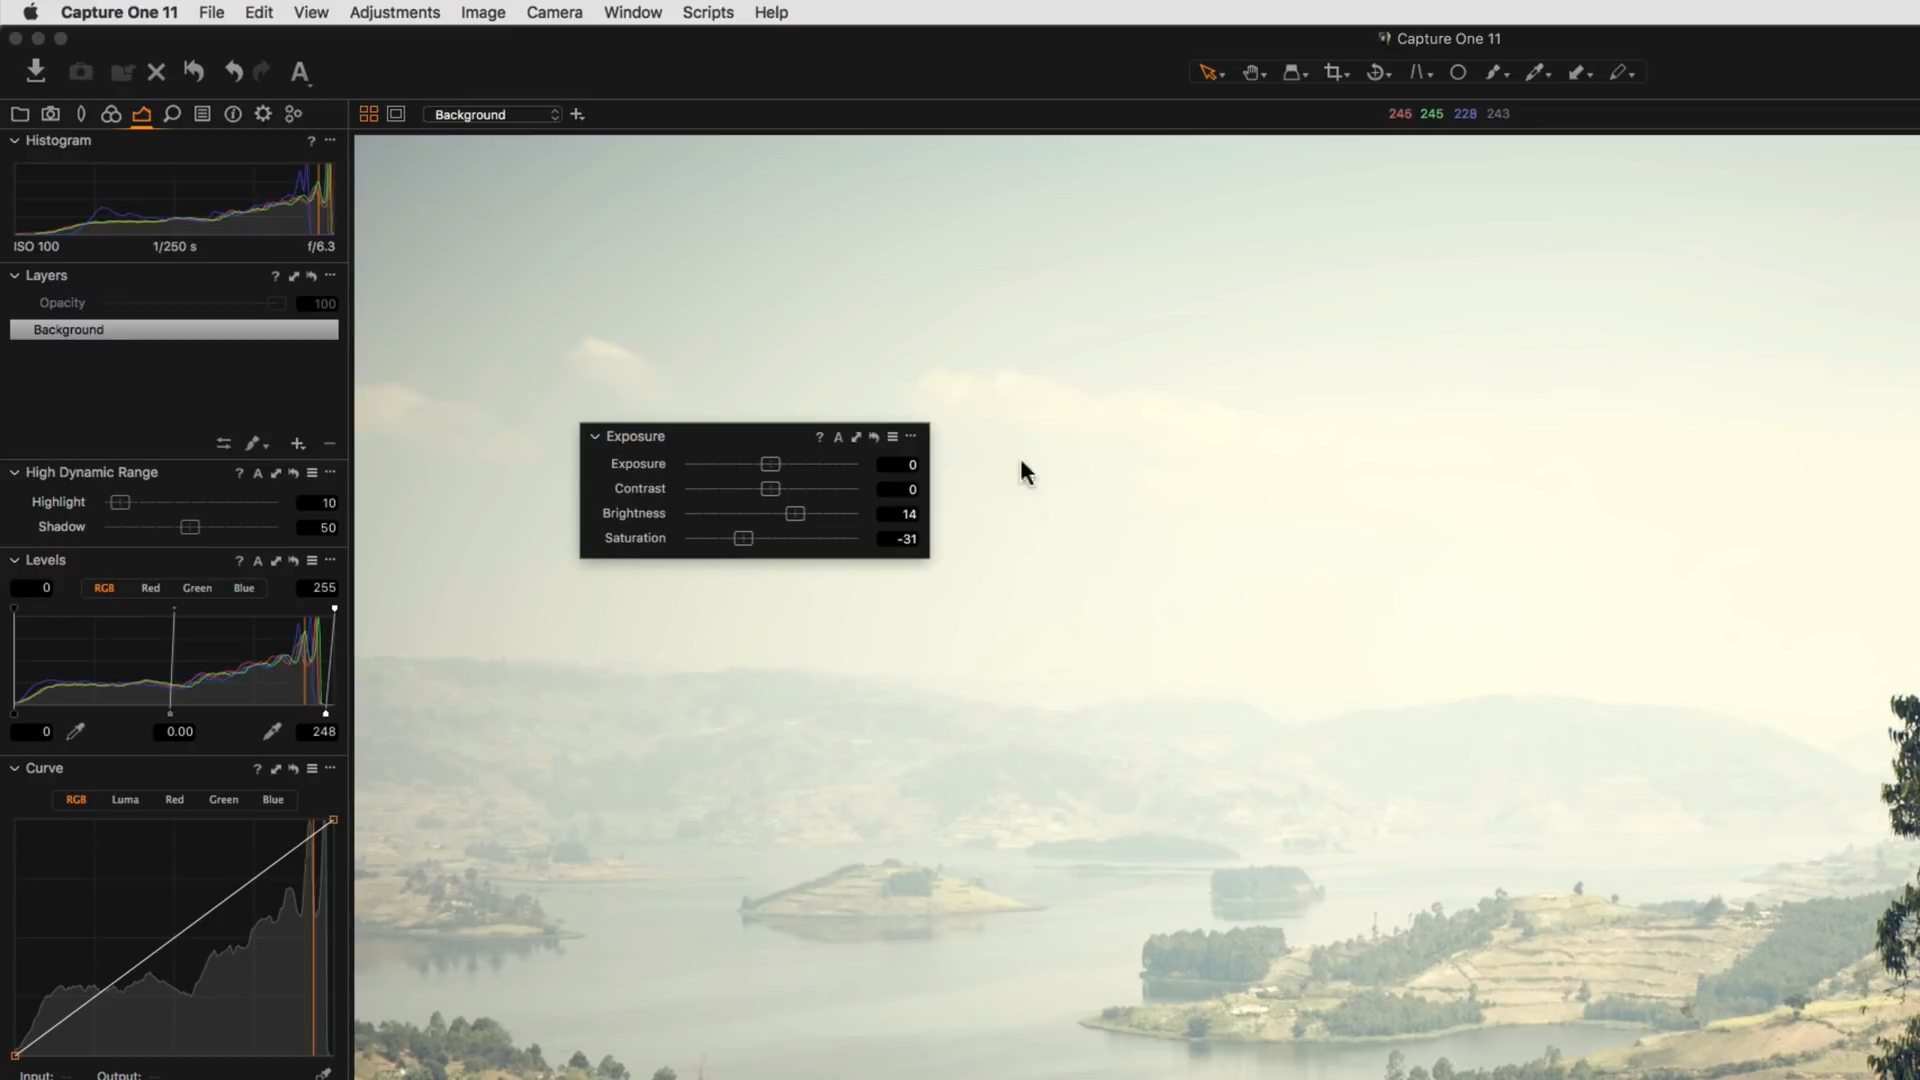 Capture One 11 File Edit View Adjustments Image Camera Window Scripts Help
Capture One 11
A
Background
246 245 228 243
Histogram ?
ISO 100 1/250 s f/6.3
Layers ?
Opacity 100
Background
High Dynamic Range ? A
Highlight 10
Shadow 50
Levels ? A
0 RGB Red Green Blue 255
0 0.00 248
Curve ?
RGB Luma Red Green Blue
Input: -- Output: --
Exposure ? A
Exposure 0
Contrast 0
Brightness 14
Saturation -31